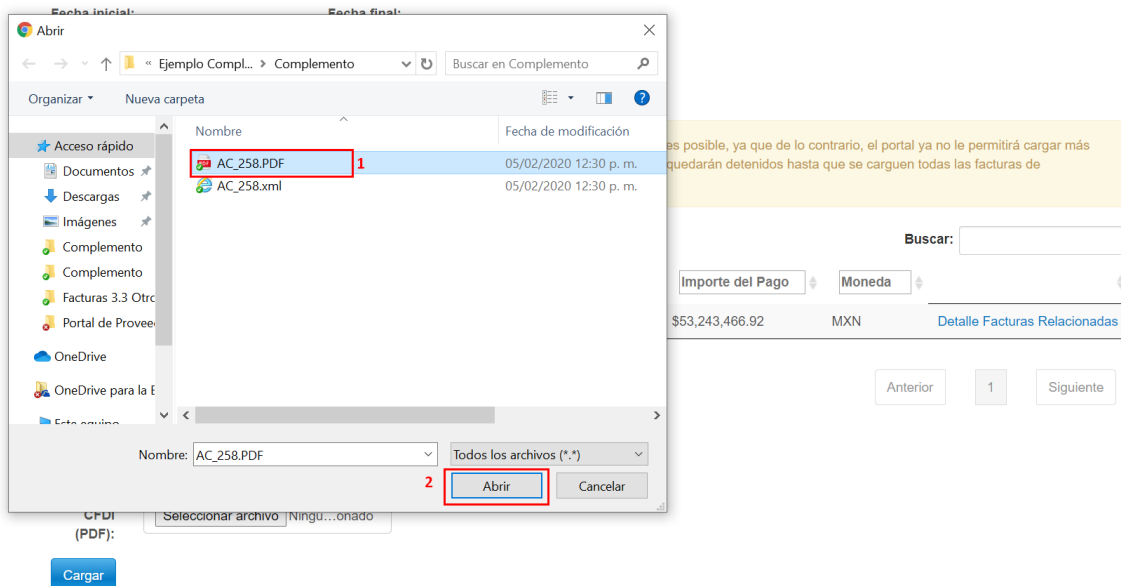 Fecha inicial:
Fecha final:
Abrir
« Ejemplo Compl... > Complemento
Buscar en Complemento
Organizar
Nueva carpeta
?
Nombre
Fecha de modificación
Acceso rápido
Documentos
Descargas
Imágenes
Complemento
Complemento
Facturas 3.3 Otro
Portal de Provee
OneDrive
OneDrive para la E
Este equipo
AC_258.PDF
1
05/02/2020 12:30 p. m.
AC_258.xml
05/02/2020 12:30 p. m.
Nombre:
AC_258.PDF
Todos los archivos (*.*)
2
Abrir
Cancelar
es posible, ya que de lo contrario, el portal ya no le permitirá cargar más
quedarán detenidos hasta que se carguen todas las facturas de
Buscar:
Importe del Pago
Moneda
$53,243,466.92
MXN
Detalle Facturas Relacionadas
Anterior
1
Siguiente
CFDI
(PDF):
Seleccionar archivo
Ningu…onado
Cargar